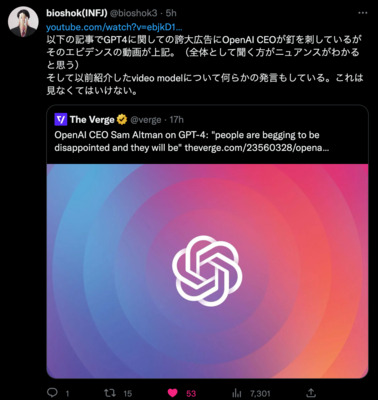 bioshok(INFJ) @bioshok3 · 5h
youtube.com/watch?v=ebjkD1…
以下の記事でGPT4に関しての誇大広告にOpenAI CEOが釘を刺しているが
そのエビデンスの動画が上記。（全体として聞く方がニュアンスがわかる
と思う）
そして以前紹介したvideo modelについて何らかの発言もしている。これは
見なくてはいけない。
The Verge @verge · 17h
OpenAI CEO Sam Altman on GPT-4: "people are begging to be
disappointed and they will be" theverge.com/23560328/opena…
1 15 53 7,301